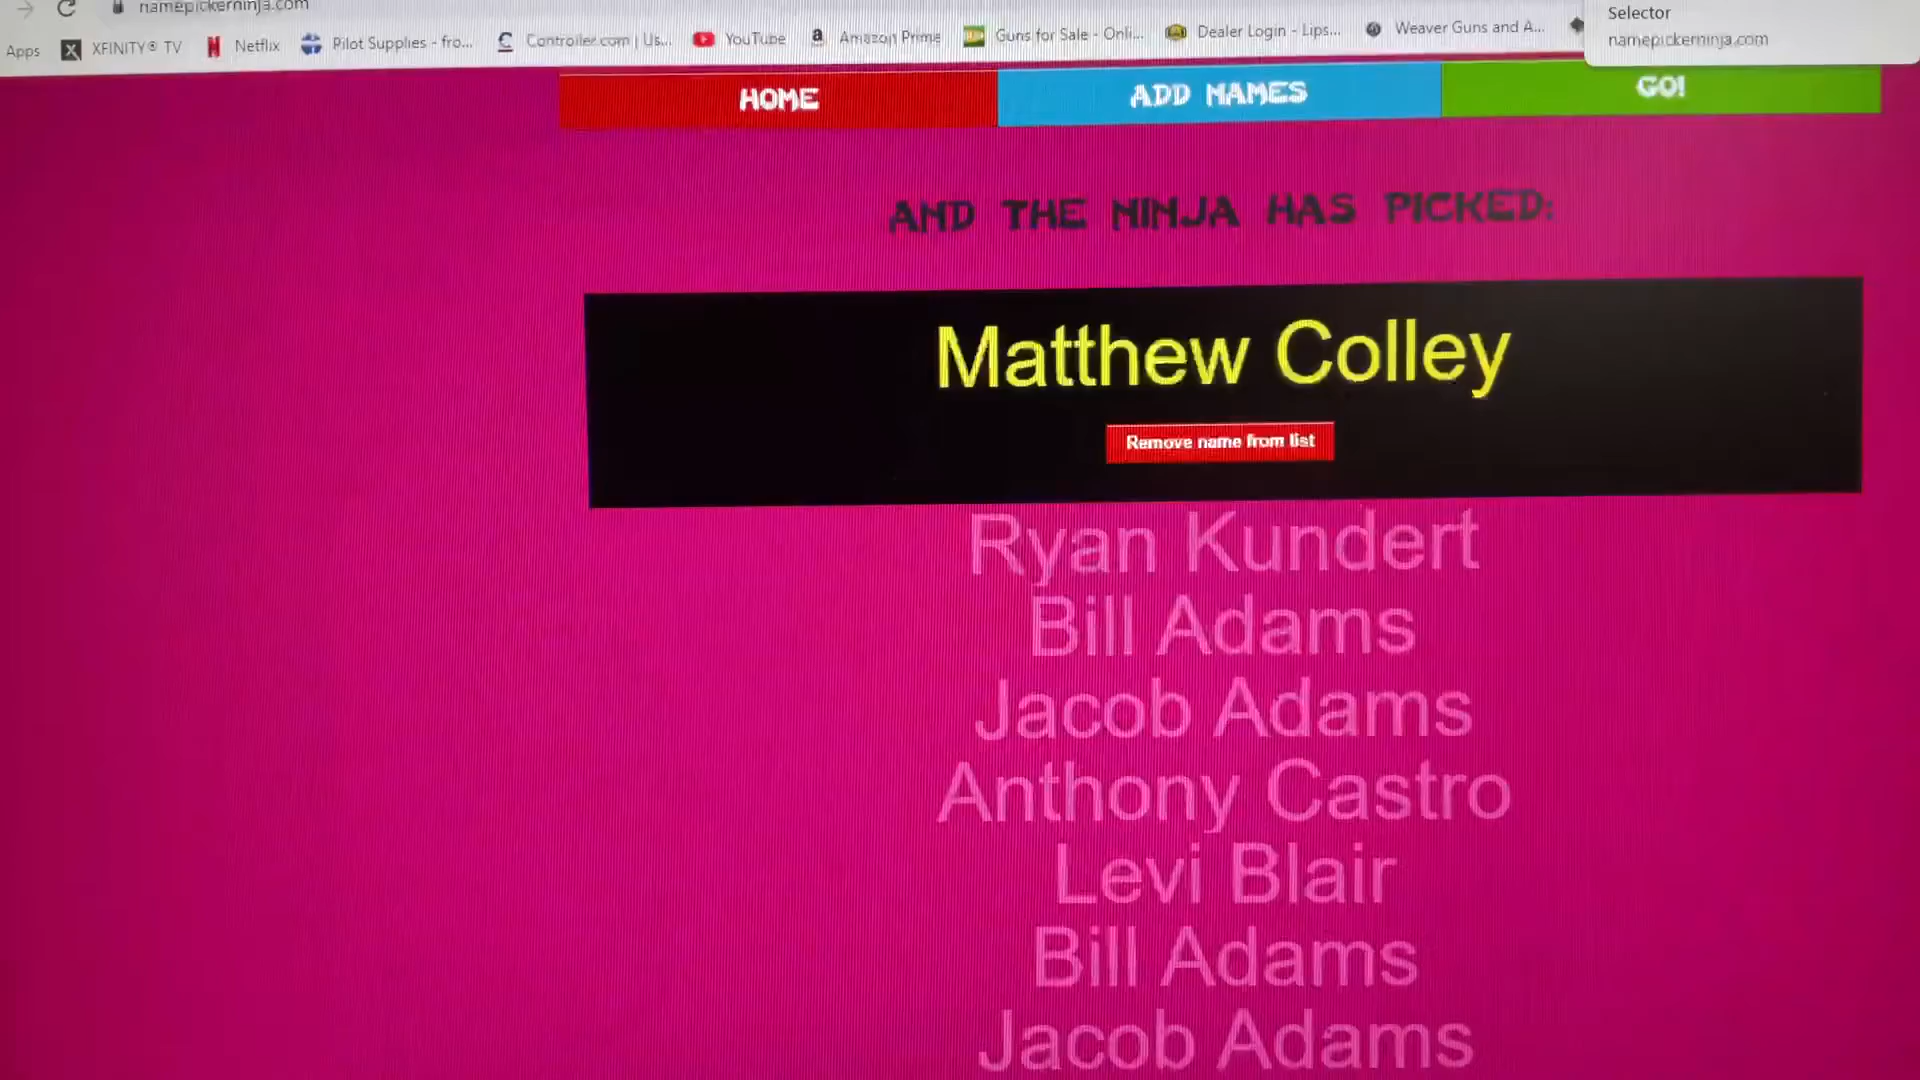 namepickerninja.com
Selector
namepickerninja.com
Apps
XFINITY® TV
Netflix
Pilot Supplies - fro...
Controller.com | Us...
YouTube
Amazon Prime
Guns for Sale - Onli...
Dealer Login - Lips...
Weaver Guns and A...
HOME
ADD NAMES
GO!
AND THE NINJA HAS PICKED:
Matthew Colley
Remove name from list
Ryan Kundert
Bill Adams
Jacob Adams
Anthony Castro
Levi Blair
Bill Adams
Jacob Adams